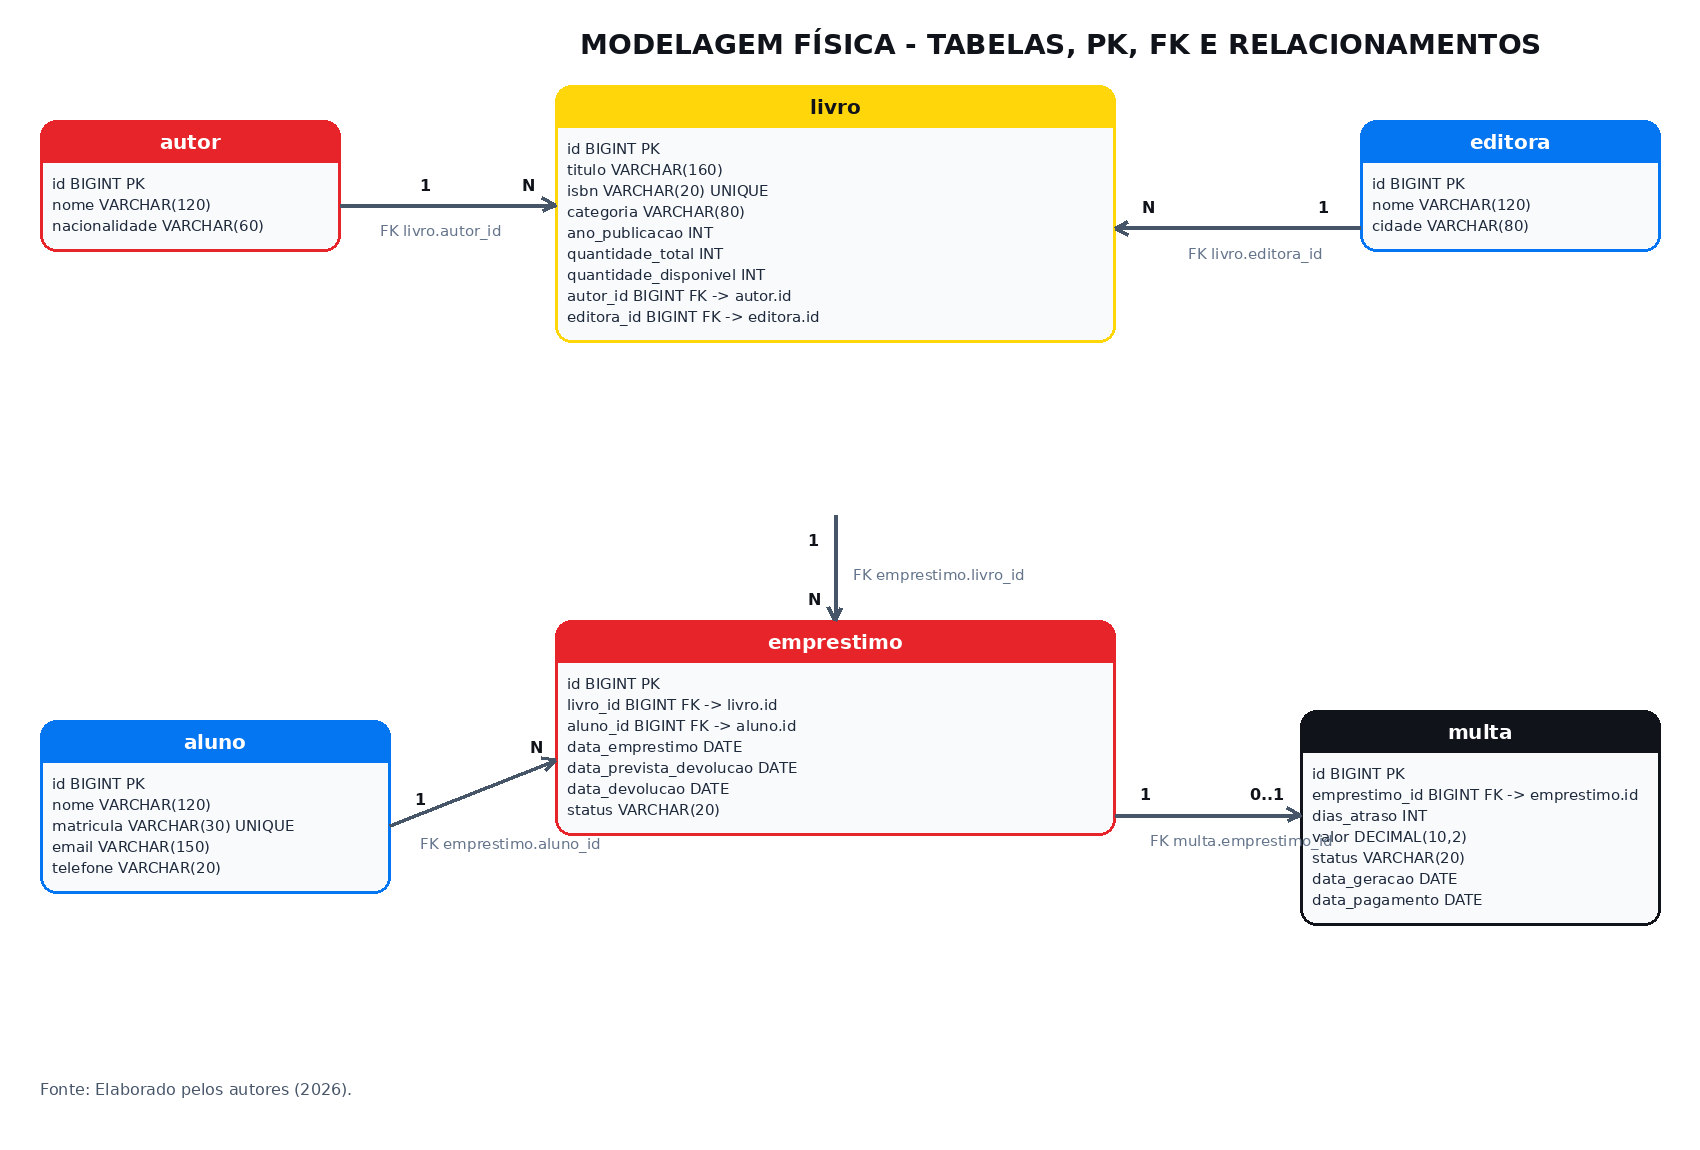 MODELAGEM FÍSICA - TABELAS, PK, FK E RELACIONAMENTOS
autor
id BIGINT PK
nome VARCHAR(120)
nacionalidade VARCHAR(60)
1
N
FK livro.autor_id
livro
id BIGINT PK
titulo VARCHAR(160)
isbn VARCHAR(20) UNIQUE
categoria VARCHAR(80)
ano_publicacao INT
quantidade_total INT
quantidade_disponivel INT
autor_id BIGINT FK -> autor.id
editora_id BIGINT FK -> editora.id
N
1
FK livro.editora_id
editora
id BIGINT PK
nome VARCHAR(120)
cidade VARCHAR(80)
1
FK emprestimo.livro_id
N
aluno
id BIGINT PK
nome VARCHAR(120)
matricula VARCHAR(30) UNIQUE
email VARCHAR(150)
telefone VARCHAR(20)
N
1
FK emprestimo.aluno_id
emprestimo
id BIGINT PK
livro_id BIGINT FK -> livro.id
aluno_id BIGINT FK -> aluno.id
data_emprestimo DATE
data_prevista_devolucao DATE
data_devolucao DATE
status VARCHAR(20)
1
0..1
FK multa.emprestimo_id
multa
id BIGINT PK
emprestimo_id BIGINT FK -> emprestimo.id
dias_atraso INT
valor DECIMAL(10,2)
status VARCHAR(20)
data_geracao DATE
data_pagamento DATE
Fonte: Elaborado pelos autores (2026).